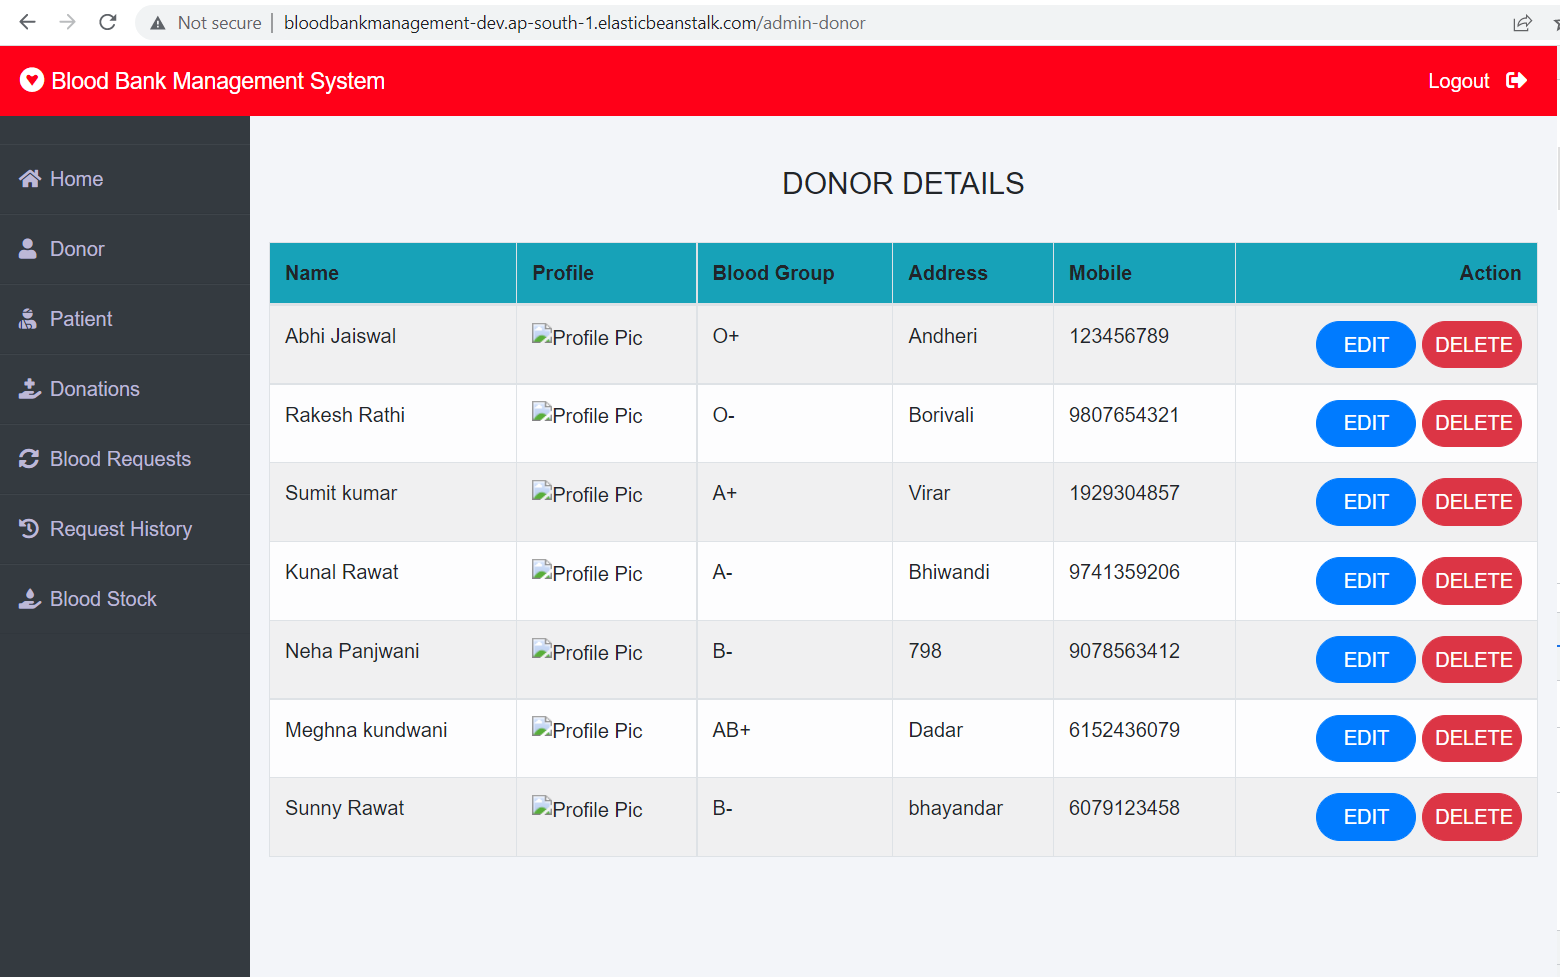 Not secure | bloodbankmanagement-dev.ap-south-1.elasticbeanstalk.com/admin-donor
Blood Bank Management System Logout
Home
Donor
Patient
Donations
Blood Requests
Request History
Blood Stock
DONOR DETAILS
Name Profile Blood Group Address Mobile Action
Abhi Jaiswal Profile Pic O+ Andheri 123456789 EDIT DELETE
Rakesh Rathi Profile Pic O- Borivali 9807654321 EDIT DELETE
Sumit kumar Profile Pic A+ Virar 1929304857 EDIT DELETE
Kunal Rawat Profile Pic A- Bhiwandi 9741359206 EDIT DELETE
Neha Panjwani Profile Pic B- 798 9078563412 EDIT DELETE
Meghna kundwani Profile Pic AB+ Dadar 6152436079 EDIT DELETE
Sunny Rawat Profile Pic B- bhayandar 6079123458 EDIT DELETE